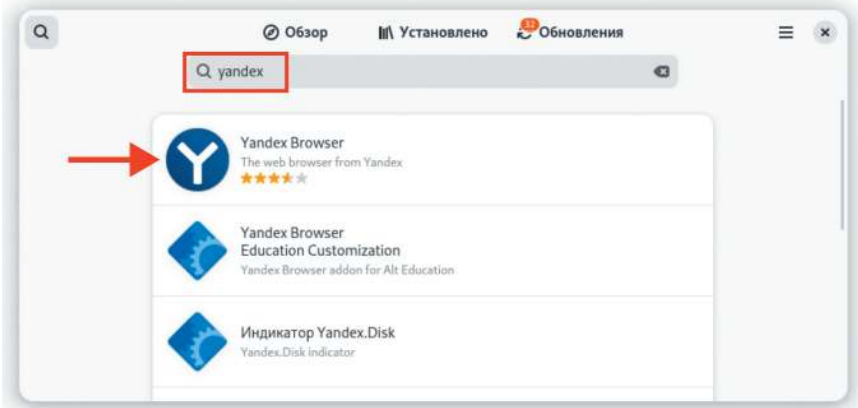 Обзор
Установлено
32
Обновления
yandex
Yandex Browser
The web browser from Yandex
Yandex Browser
Education Customization
Yandex Browser addon for Alt Education
Индикатор Yandex.Disk
Yandex.Disk indicator